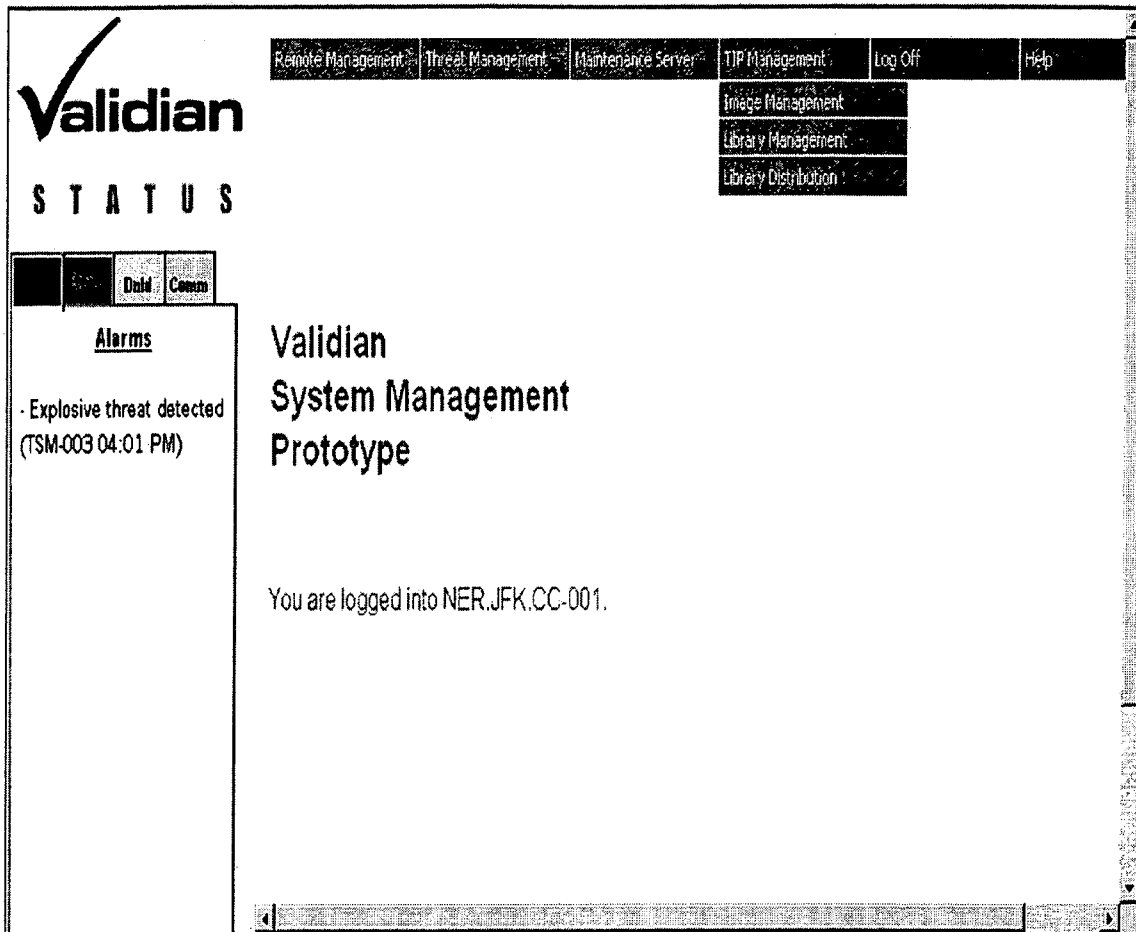 Validian
STATUS
Remote Management Threat Management Maintenance Server TIP Management Log Off Help
Image Management
Library Management
Library Distribution
Dnld Comm
Alarms
- Explosive threat detected
(TSM-003 04:01 PM)
Validian
System Management
Prototype
You are logged into NER.JFK.CC-001.